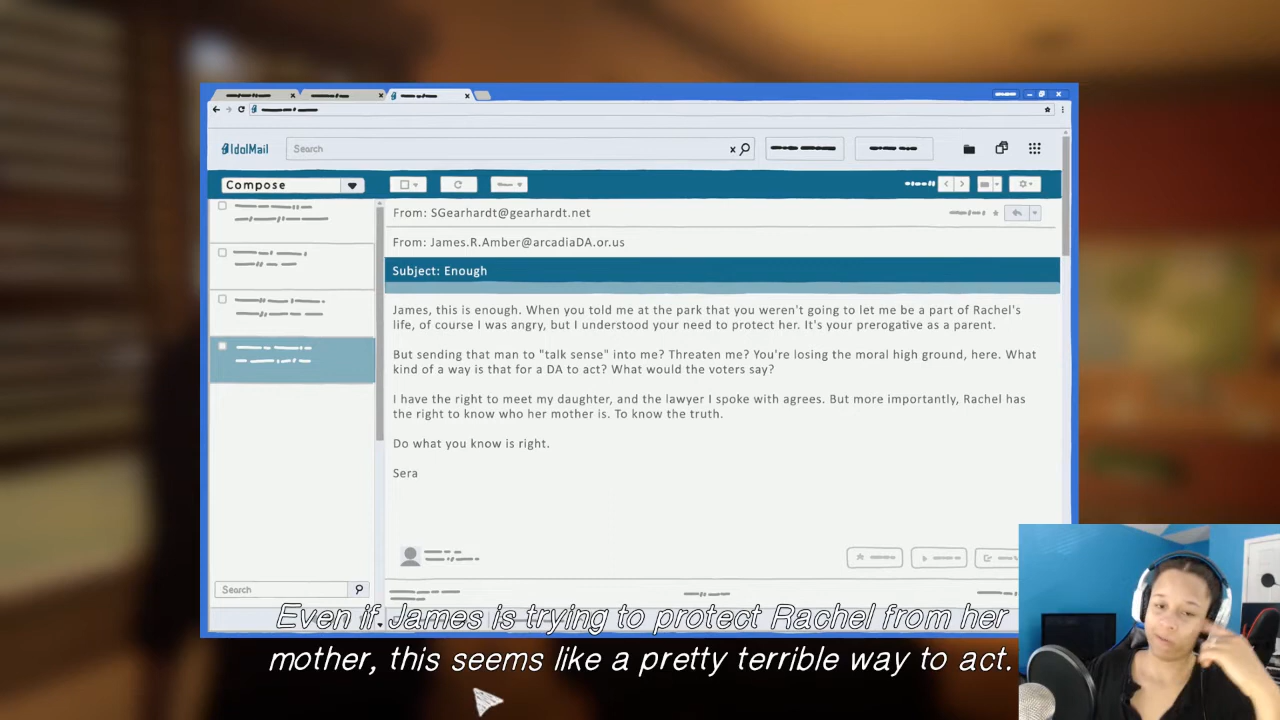 IdolMail
Search
x
Compose
From: SGearhardt@gearhardt.net
From: James.R.Amber@arcadiaDA.or.us
Subject: Enough
James, this is enough. When you told me at the park that you weren't going to let me be a part of Rachel's
life, of course I was angry, but I understood your need to protect her. It's your prerogative as a parent.
But sending that man to "talk sense" into me? Threaten me? You're losing the moral high ground, here. What
kind of a way is that for a DA to act? What would the voters say?
I have the right to meet my daughter, and the lawyer I spoke with agrees. But more importantly, Rachel has
the right to know who her mother is. To know the truth.
Do what you know is right.
Sera
Search
Even if James is trying to protect Rachel from her
mother, this seems like a pretty terrible way to act.